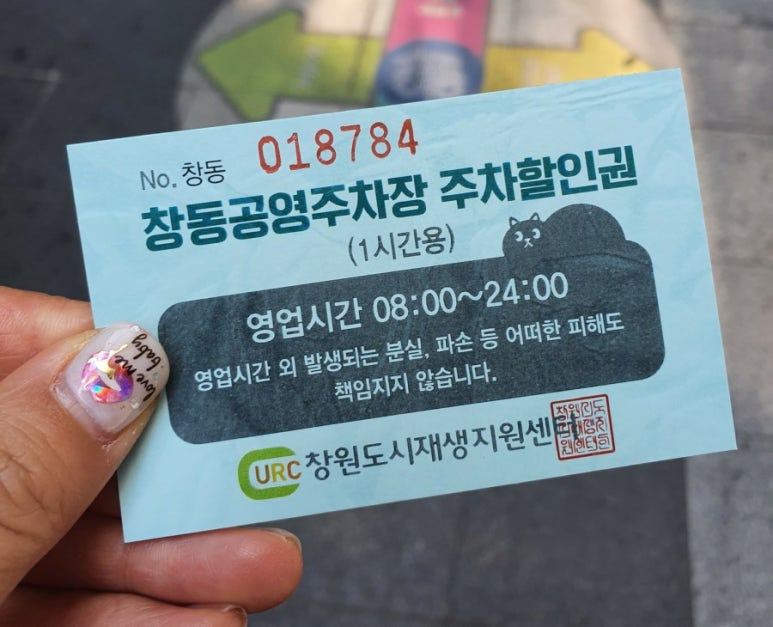 No. 창동 018784
창동공영주차장 주차할인권
(1시간용)
영업시간 08:00~24:00
영업시간 외 발생되는 분실, 파손 등 어떠한 피해도
책임지지 않습니다.
URC 창원도시재생지원센터
love me
baby